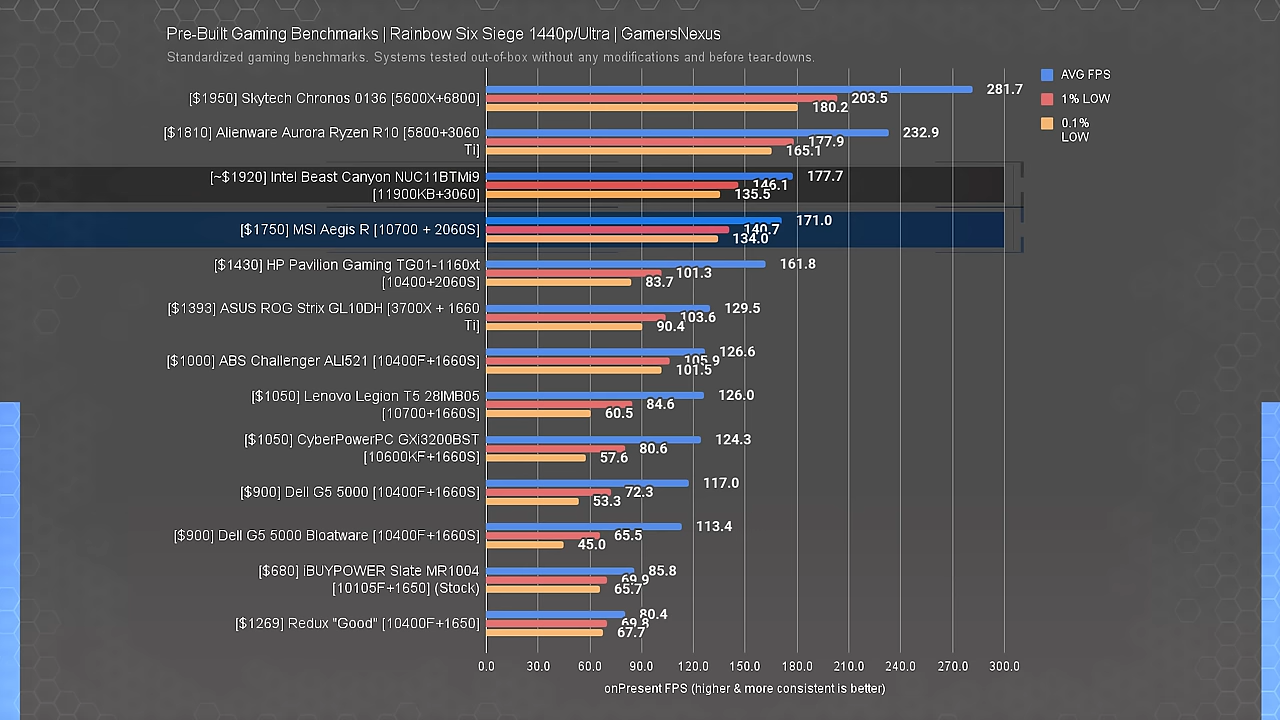 Pre-Built Gaming Benchmarks | Rainbow Six Siege 1440p/Ultra | GamersNexus
Standardized gaming benchmarks. Systems tested out-of-box without any modifications and before tear-downs.
AVG FPS
1% LOW
0.1%
LOW
[$1950] Skytech Chronos 0136 [5600X+6800]
281.7
203.5
180.2
[$1810] Alienware Aurora Ryzen R10 [5800+3060
Ti]
232.9
177.9
165.1
[~$1920] Intel Beast Canyon NUC11BTMi9
[11900KB+3060]
177.7
146.1
135.5
[$1750] MSI Aegis R [10700 + 2060S]
171.0
140.7
134.0
[$1430] HP Pavilion Gaming TG01-1160xt
[10400+2060S]
161.8
101.3
83.7
[$1393] ASUS ROG Strix GL10DH [3700X + 1660
Ti]
129.5
103.6
90.4
[$1000] ABS Challenger ALI521 [10400F+1660S]
126.6
105.9
101.5
[$1050] Lenovo Legion T5 28IMB05
[10700+1660S]
126.0
84.6
60.5
[$1050] CyberPowerPC GXi3200BST
[10600KF+1660S]
124.3
80.6
57.6
[$900] Dell G5 5000 [10400F+1660S]
117.0
72.3
53.3
[$900] Dell G5 5000 Bloatware [10400F+1660S]
113.4
65.5
45.0
[$680] iBUYPOWER Slate MR1004
[10105F+1650] (Stock)
85.8
69.9
65.7
[$1269] Redux "Good" [10400F+1650]
80.4
69.8
67.7
0.0 30.0 60.0 90.0 120.0 150.0 180.0 210.0 240.0 270.0 300.0
onPresent FPS (higher & more consistent is better)